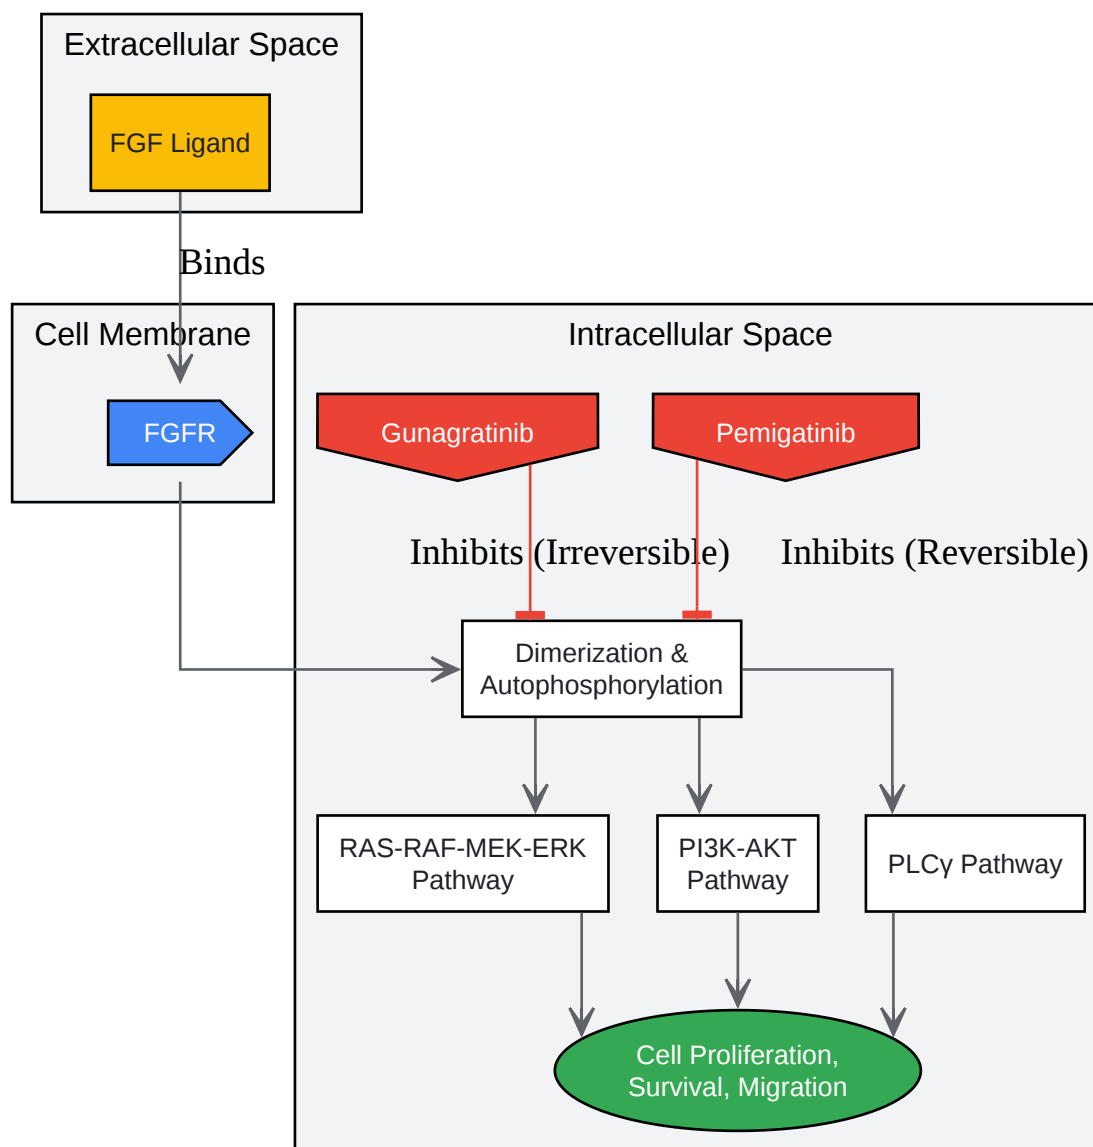 Extracellular Space
FGF Ligand
Binds
Cell Membrane
FGFR
Intracellular Space
Gunagratinib
Pemigatinib
Inhibits (Irreversible)
Inhibits (Reversible)
Dimerization &
Autophosphorylation
RAS-RAF-MEK-ERK
Pathway
PI3K-AKT
Pathway
PLCγ Pathway
Cell Proliferation,
Survival, Migration